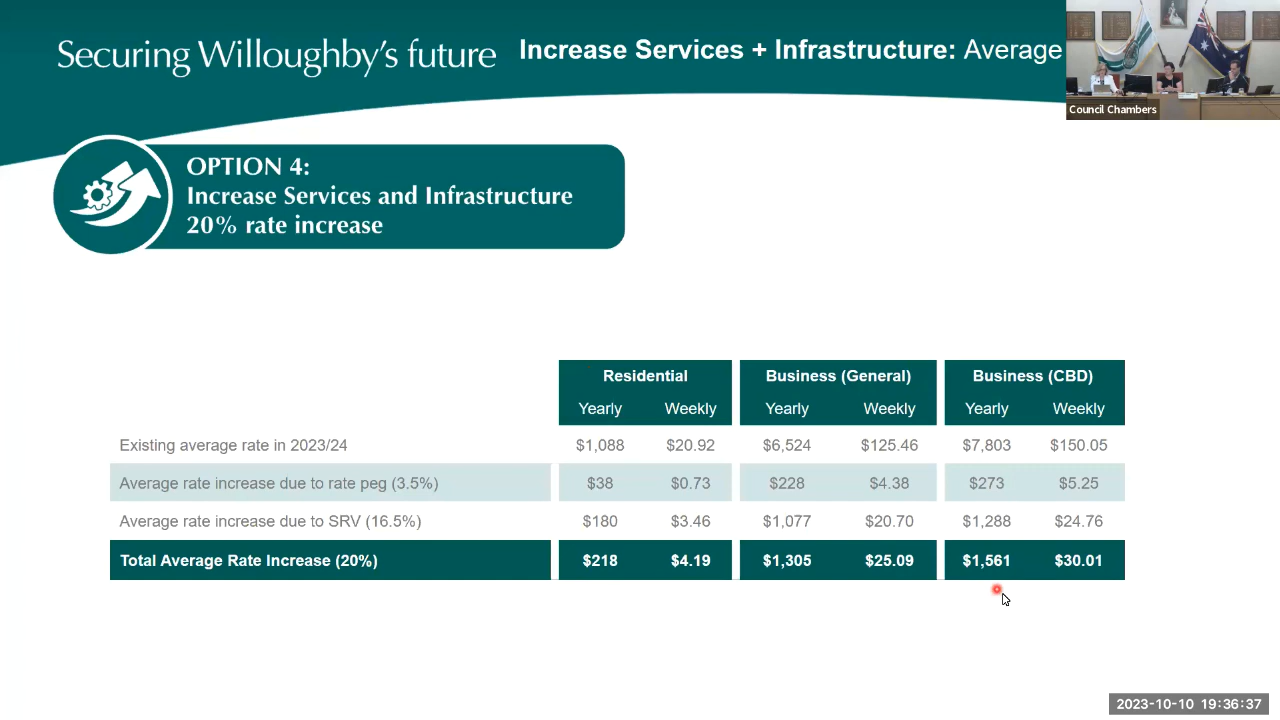 Securing Willoughby's future
Increase Services + Infrastructure: Average
Council Chambers
OPTION 4:
Increase Services and Infrastructure
20% rate increase
Residential Business (General) Business (CBD)
Yearly Weekly Yearly Weekly Yearly Weekly
Existing average rate in 2023/24 $1,088 $20.92 $6,524 $125.46 $7,803 $150.05
Average rate increase due to rate peg (3.5%) $38 $0.73 $228 $4.38 $273 $5.25
Average rate increase due to SRV (16.5%) $180 $3.46 $1,077 $20.70 $1,288 $24.76
Total Average Rate Increase (20%) $218 $4.19 $1,305 $25.09 $1,561 $30.01
2023-10-10 19:36:37